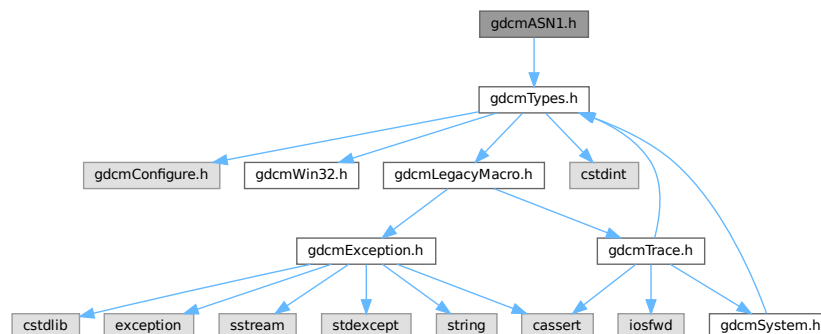 gdcmASN1.h
gdcmTypes.h
gdcmConfigure.h
gdcmWin32.h
gdcmLegacyMacro.h
cstdint
gdcmException.h
gdcmTrace.h
cstdlib
exception
sstream
stdexcept
string
cassert
iosfwd
gdcmSystem.h